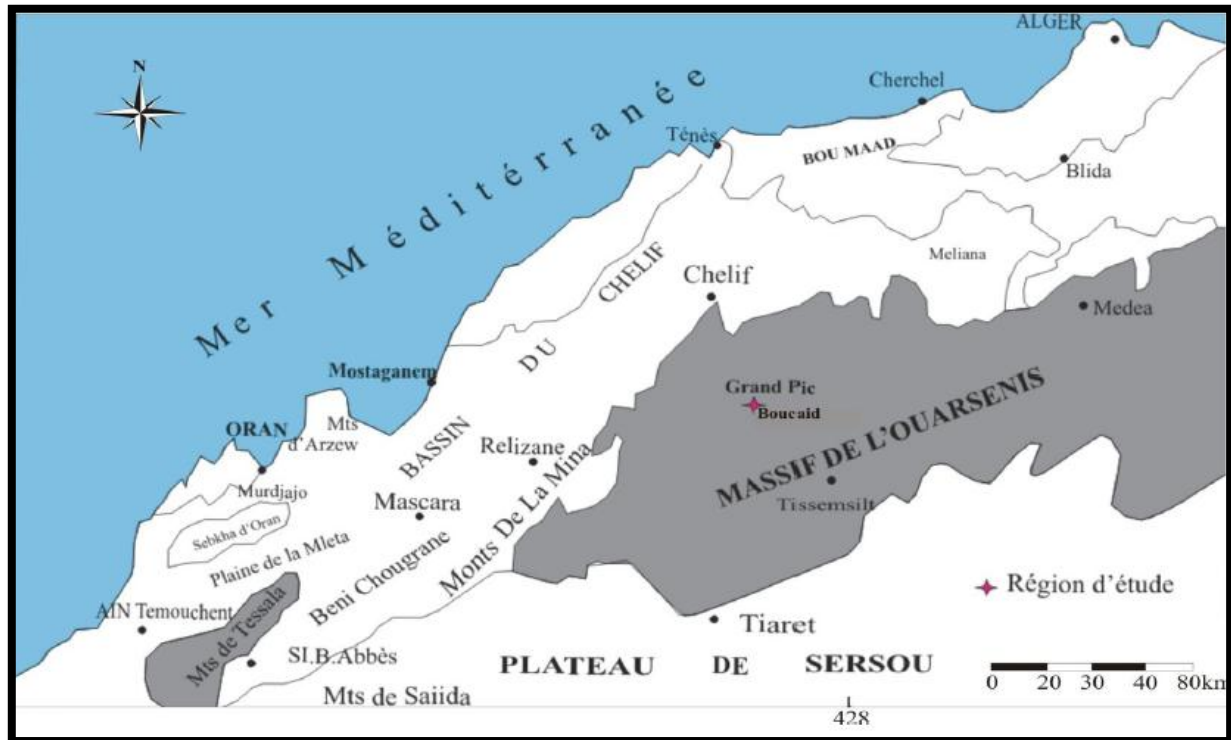 ALGER
N
Cherchel
Mer Méditérranée
Ténès
BOU MAAD
Blida
Meliana
BASSIN DU CHELIF
Chelif
Medea
Mostaganem
Grand Pic
Boucaid
MASSIF DE L'OUARSENIS
ORAN
Mts
d'Arzew
Relizane
Murdjajo
Tissemsilt
Mascara
Sebkha d'Oran
Monts De La Mina
Plaine de la Mleta
Beni Chougrane
Région d'étude
AIN Temouchent
Mts de Tessala
Tiaret
SI.B.Abbès
PLATEAU DE SERSOU
Mts de Saiida
0 20 30 40 80km
428